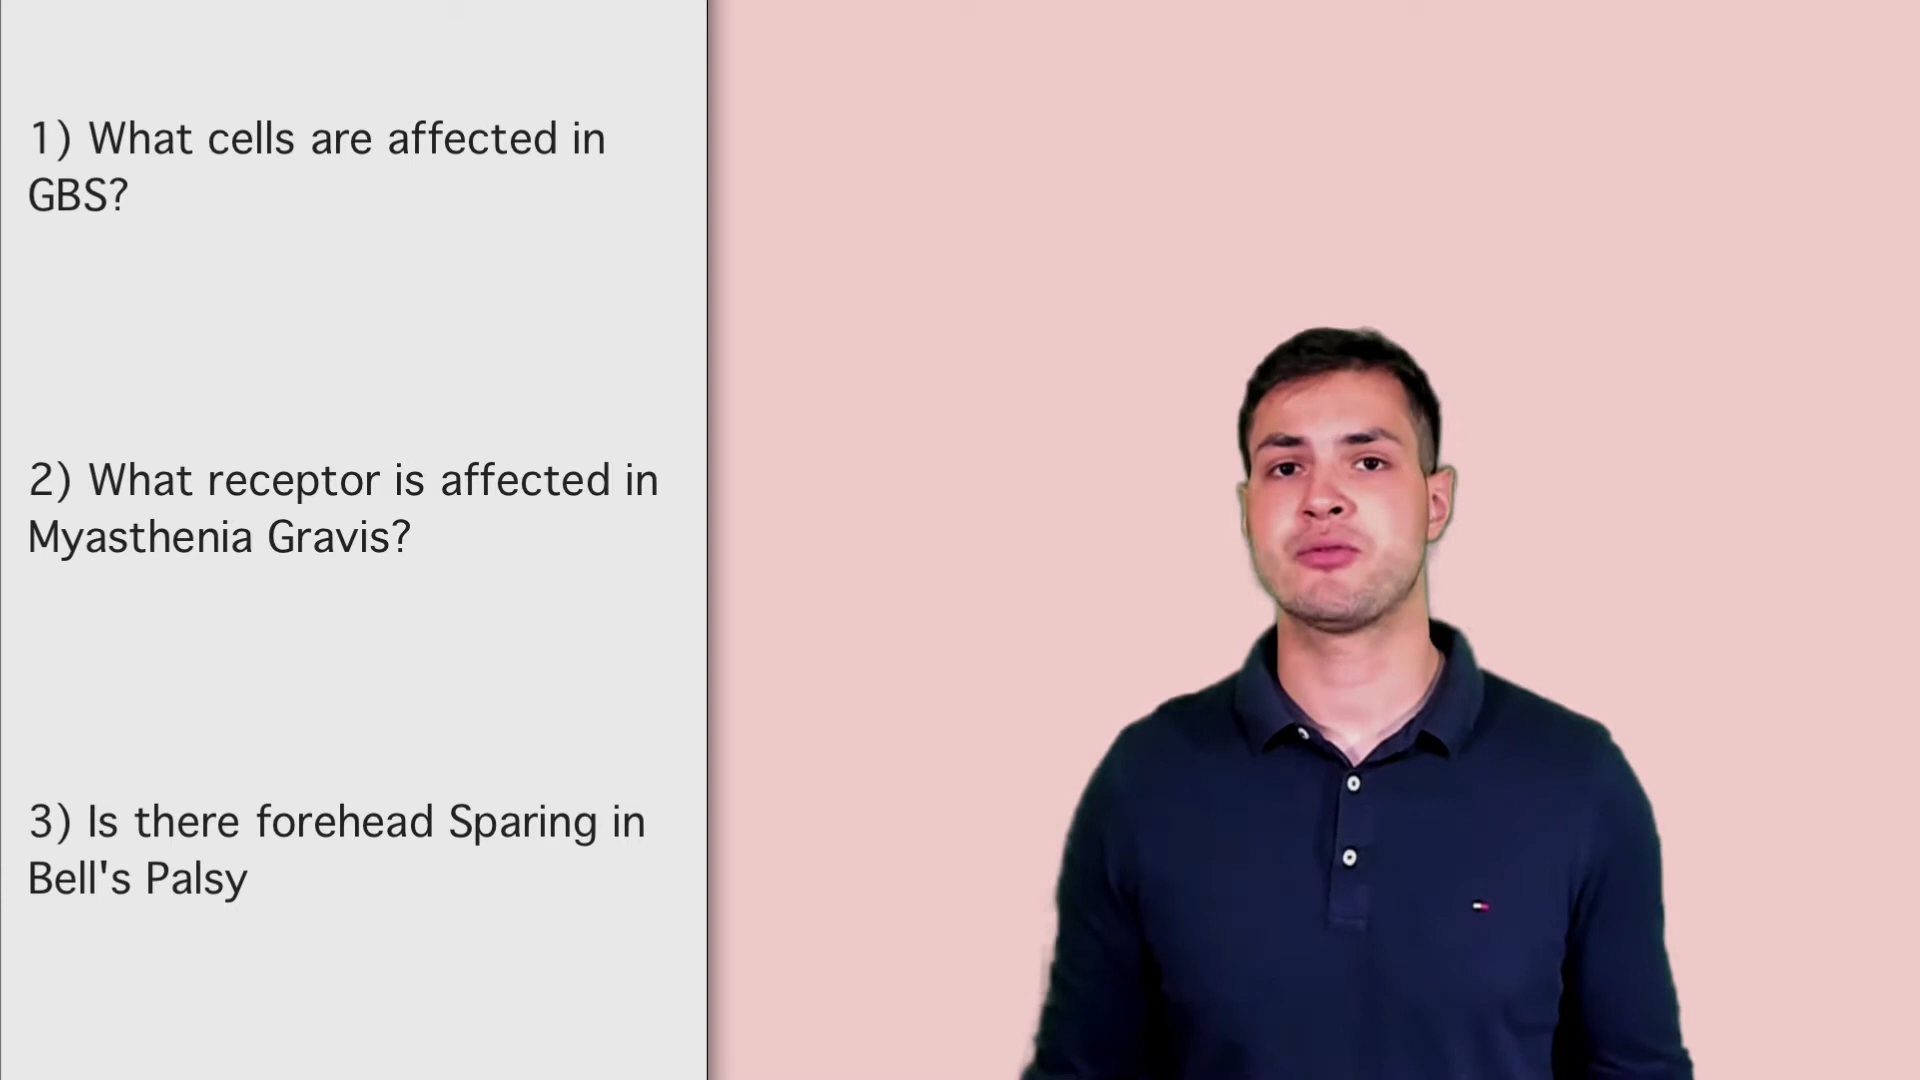 1) What cells are affected in
GBS?
2) What receptor is affected in
Myasthenia Gravis?
3) Is there forehead Sparing in
Bell's Palsy